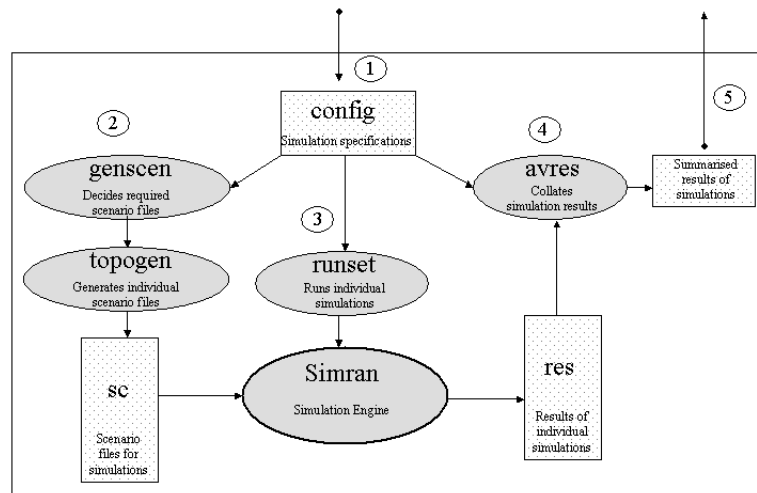 1
config
Simulation specifications
2
genscen
Decides required
scenario files
topogen
Generates individual
scenario files
sc
Scenario
files for
simulations
3
runset
Runs individual
simulations
Simran
Simulation Engine
4
avres
Collates
simulation results
res
Results of
individual
simulations
5
Summarised
results of
simulations